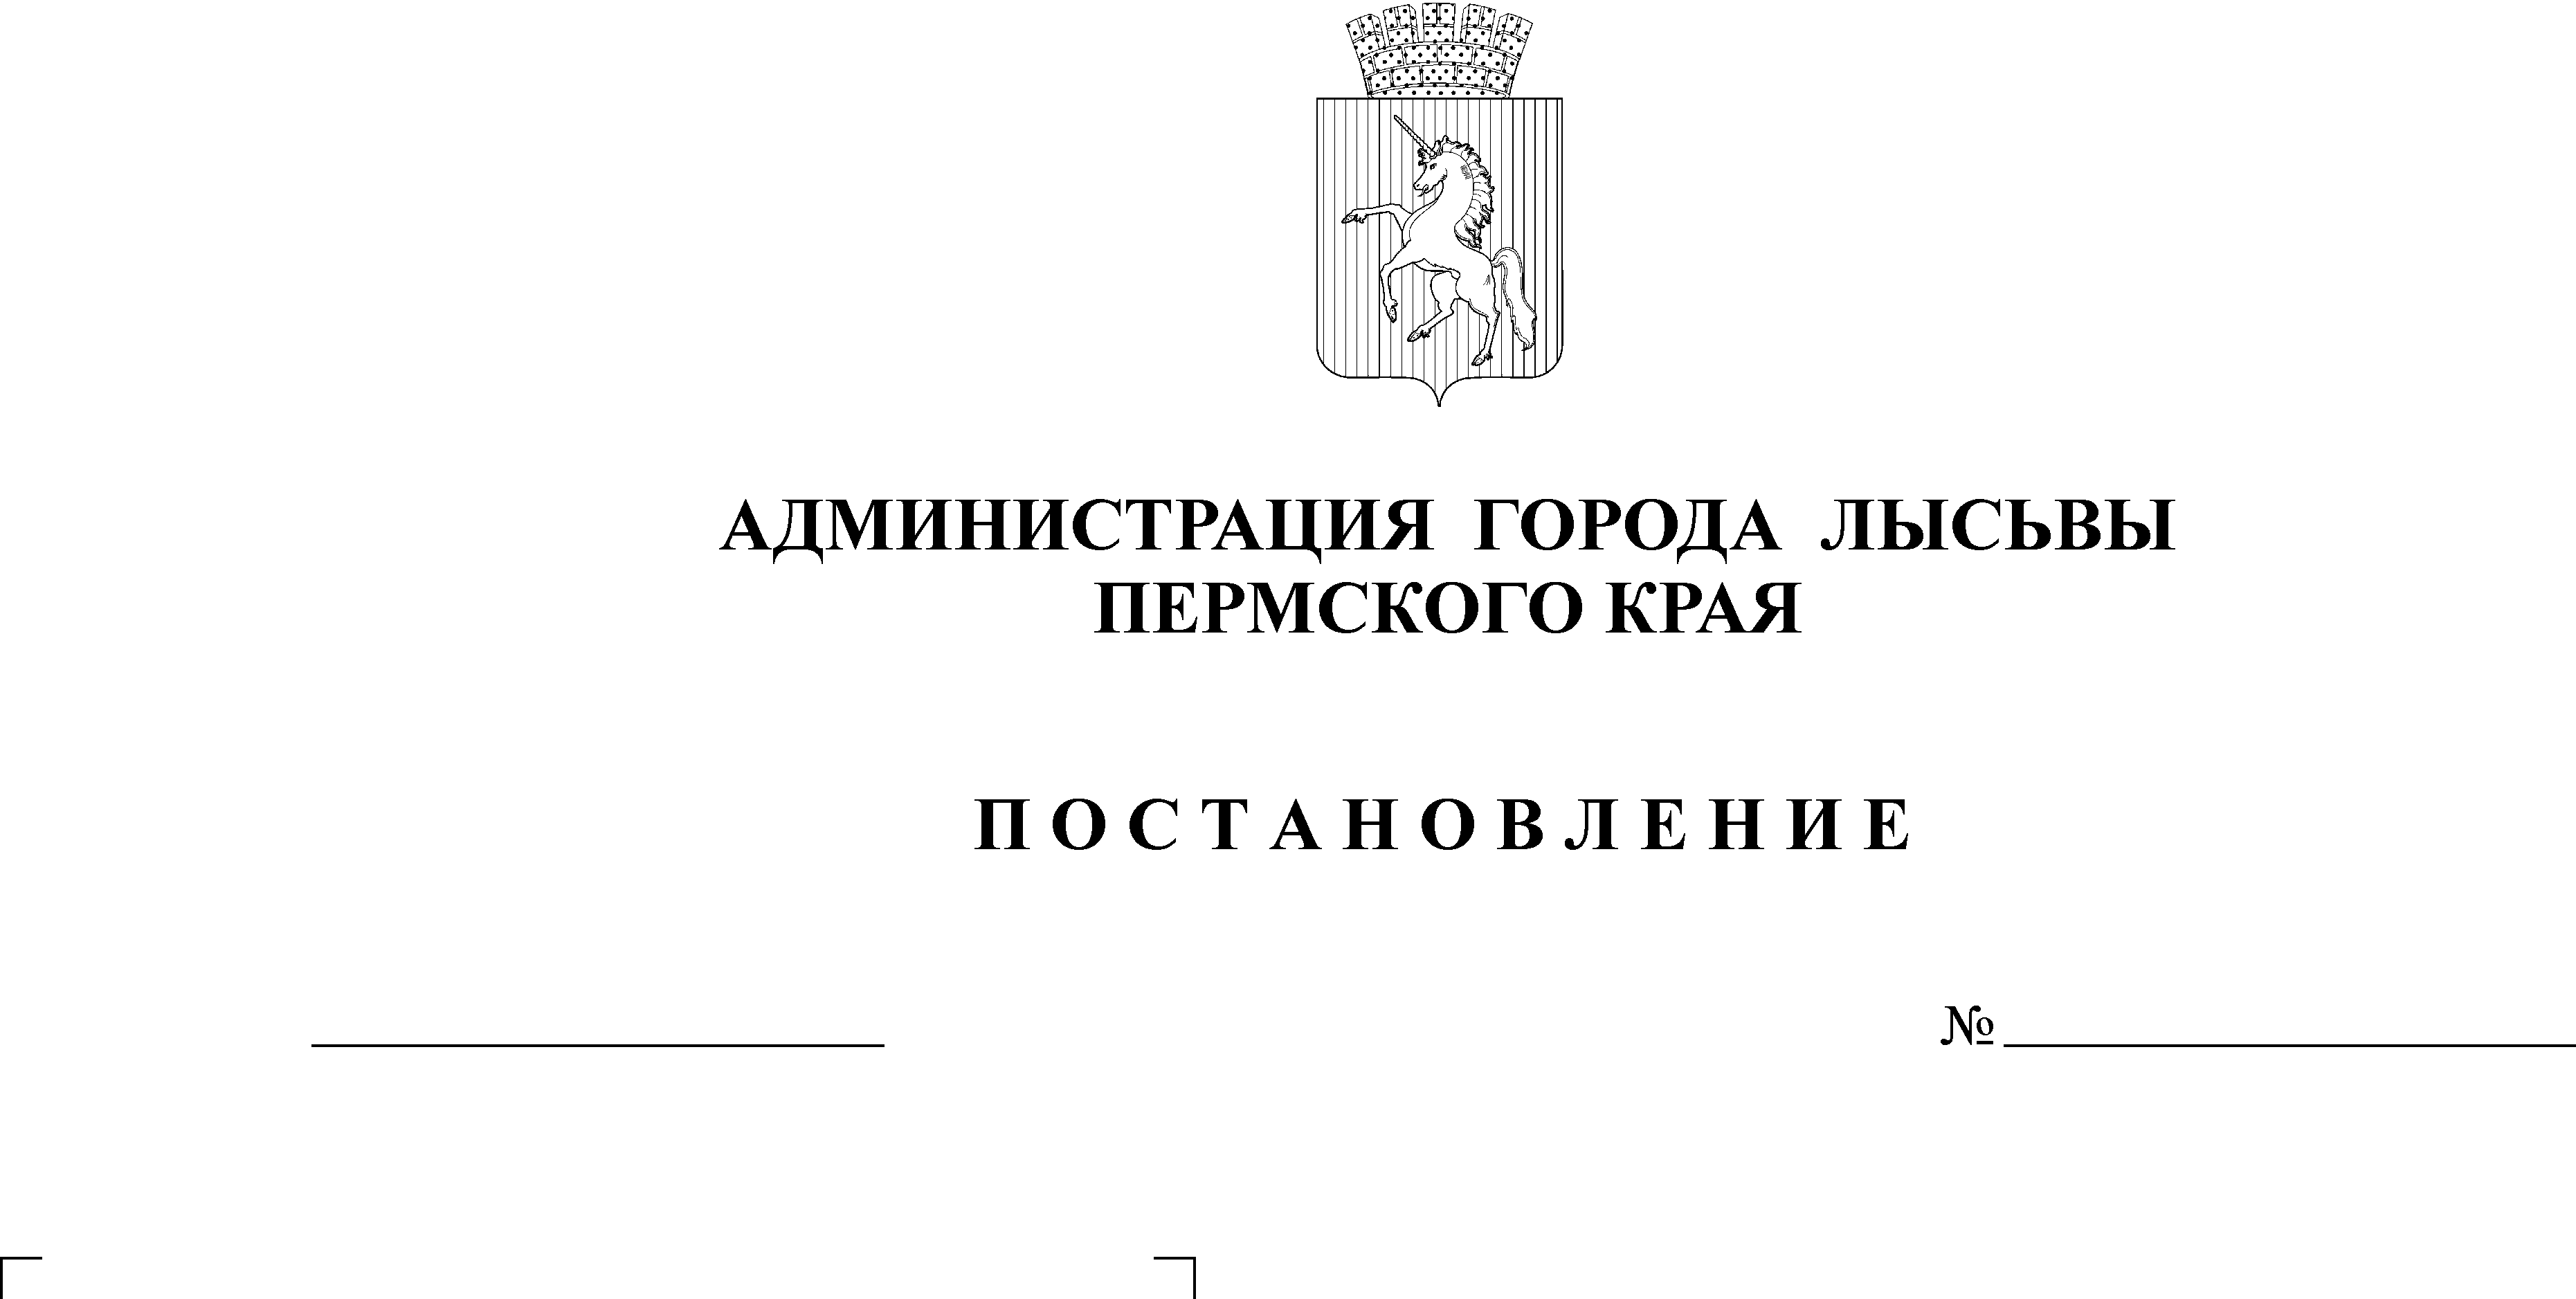 АДМИНИСТРАЦИЯ ГОРОДА ЛЫСЬВЫ
ПЕРМСКОГО КРАЯ
П О С Т А Н О В Л Е Н И Е
№